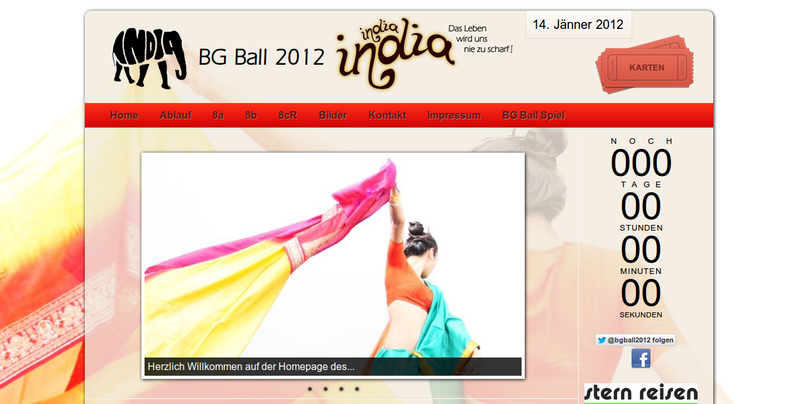 INDIA
BG Ball 2012
india
india
Das Leben
wird uns
nie zu scharf!
14. Jänner 2012
KARTEN
Home Ablauf 8a 8b 8cR Bilder Kontakt Impressum BG Ball Spiel
NOCH
000
TAGE
00
STUNDEN
00
MINUTEN
00
SEKUNDEN
Herzlich Willkommen auf der Homepage des...
@bgball2012 folgen
f
stern reisen